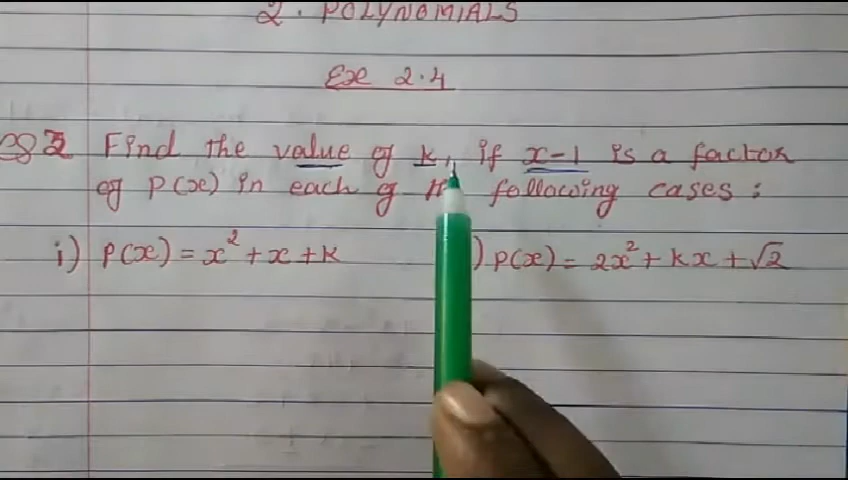 2. POLYNOMIALS
Ex 2.4
Find the value of k, if x-1 is a factor
of P(x) in each of following cases :
i) P(x) = x² + x + k
) P(x) = 2x² + kx + √2